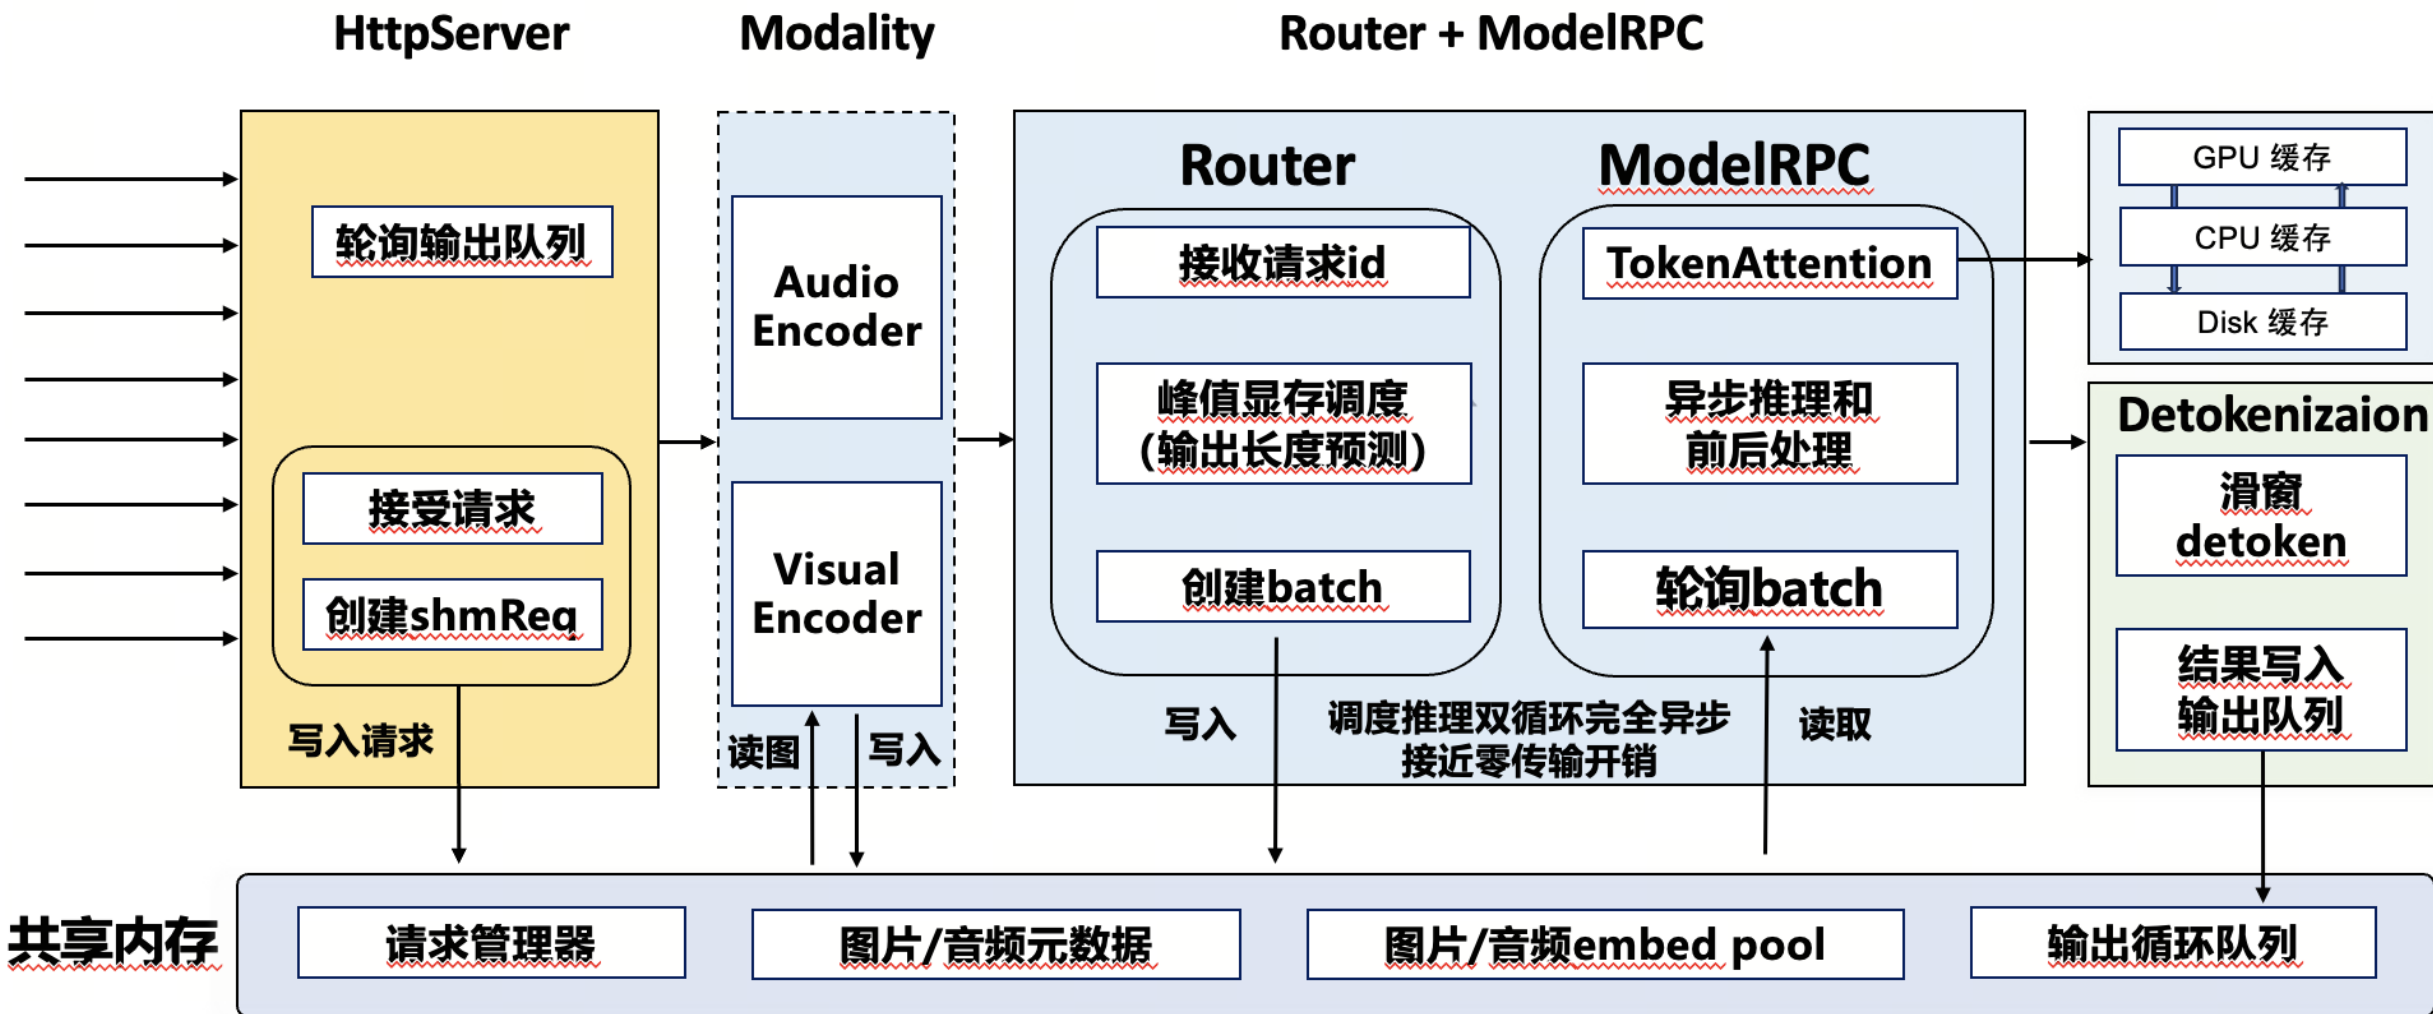 HttpServer
Modality
Router + ModelRPC
轮询输出队列
接受请求
创建shmReq
写入请求
Audio
Encoder
Visual
Encoder
读图
写入
Router
接收请求id
峰值显存调度
(输出长度预测)
创建batch
写入
ModelRPC
TokenAttention
异步推理和
前后处理
轮询batch
调度推理双循环完全异步
接近零传输开销
读取
GPU 缓存
CPU 缓存
Disk 缓存
Detokenizaion
滑窗
detoken
结果写入
输出队列
共享内存
请求管理器
图片/音频元数据
图片/音频embed pool
输出循环队列